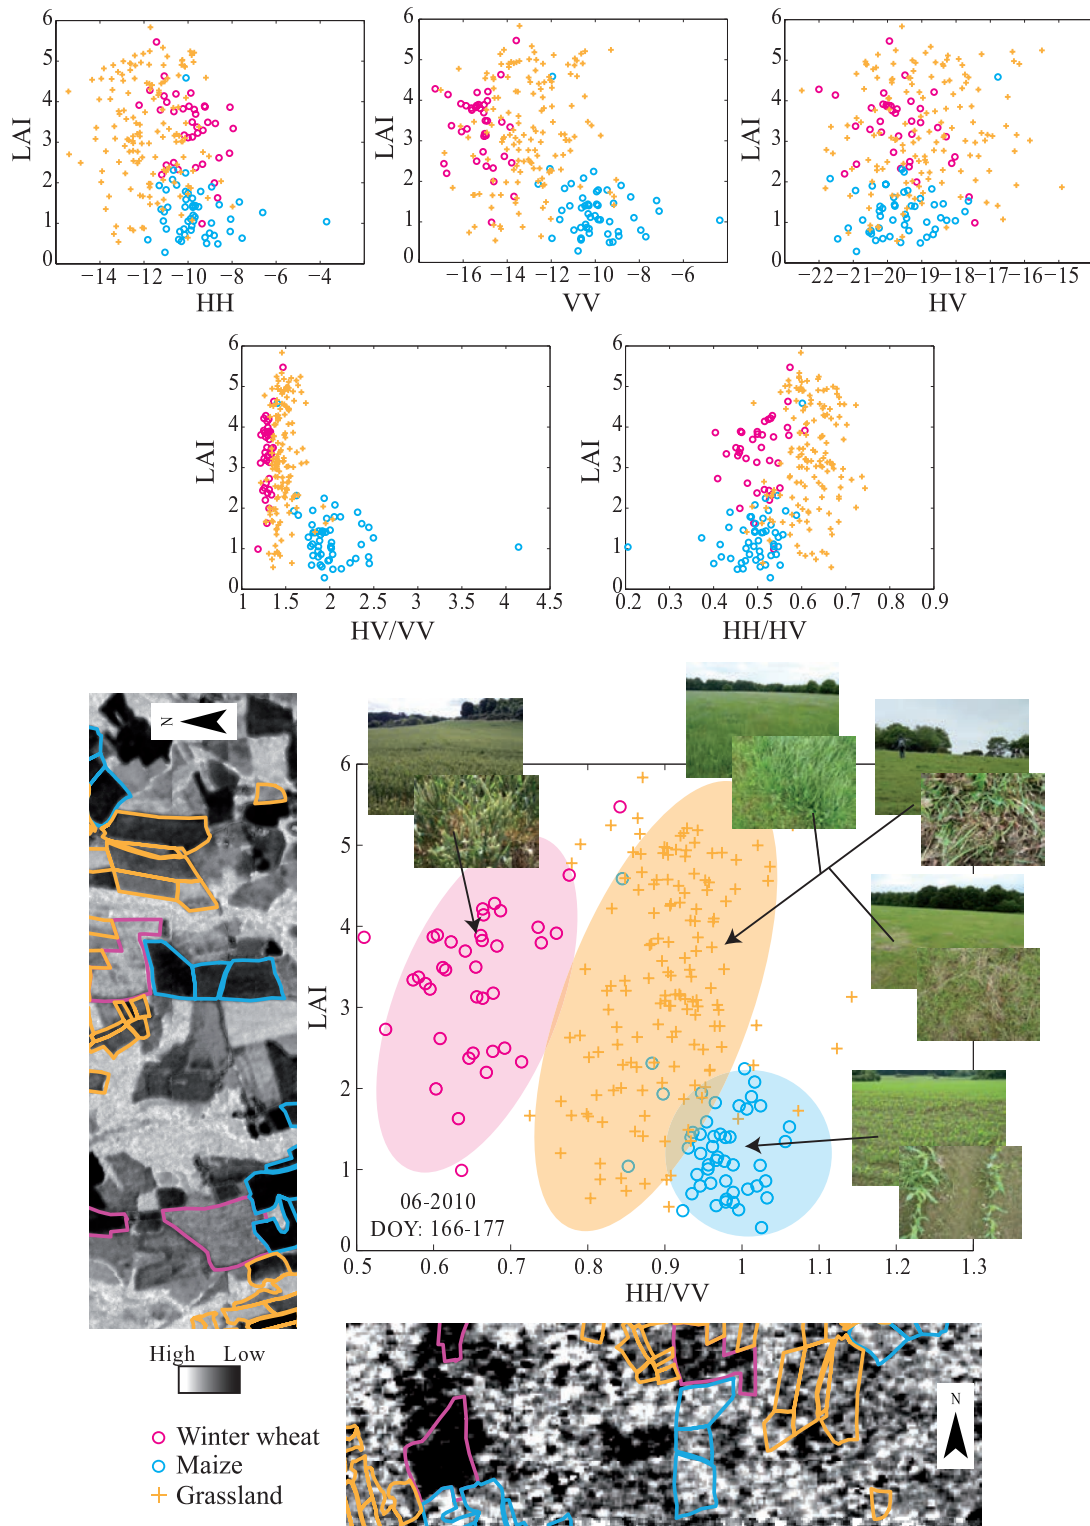 6
5
4
3
2
1
0
LAI
−14 −12 −10 −8 −6 −4
HH
6
5
4
3
2
1
0
LAI
−16 −14 −12 −10 −8 −6
VV
6
5
4
3
2
1
0
LAI
−22 −21 −20 −19 −18 −17 −16 −15
HV
6
5
4
3
2
1
0
LAI
1 1.5 2 2.5 3 3.5 4 4.5
HV/VV
6
5
4
3
2
1
0
LAI
0.2 0.3 0.4 0.5 0.6 0.7 0.8 0.9
HH/HV
N
6
5
4
3
2
1
0
LAI
06-2010
DOY: 166-177
0.5 0.6 0.7 0.8 0.9 1 1.1 1.2 1.3
HH/VV
High Low
N
Winter wheat
Maize
Grassland